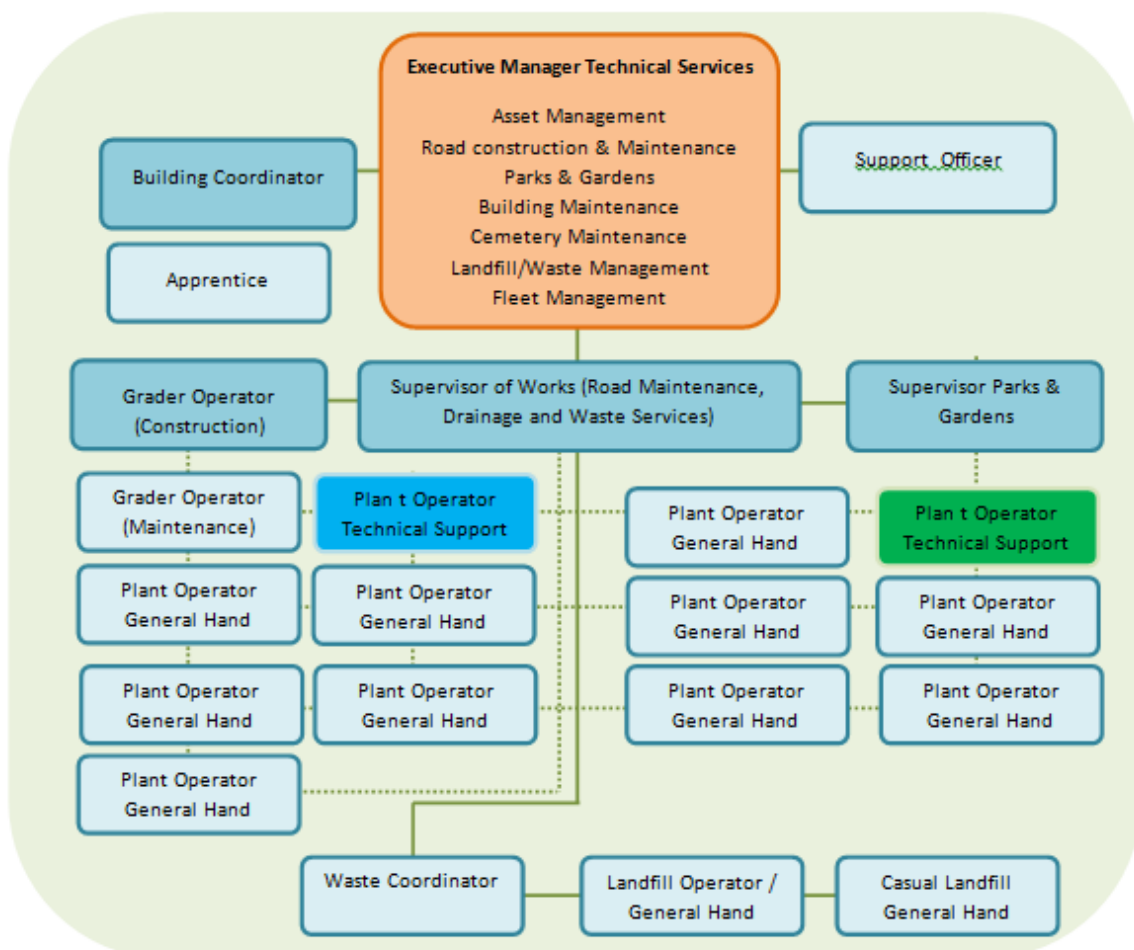 Executive Manager Technical Services
Asset Management
Road construction & Maintenance
Parks & Gardens
Building Maintenance
Cemetery Maintenance
Landfill/Waste Management
Fleet Management
Building Coordinator
Support Officer
Apprentice
Grader Operator
(Construction)
Supervisor of Works (Road Maintenance,
Drainage and Waste Services)
Supervisor Parks &
Gardens
Grader Operator
(Maintenance)
Plan t Operator
Technical Support
Plant Operator
General Hand
Plan t Operator
Technical Support
Plant Operator
General Hand
Plant Operator
General Hand
Plant Operator
General Hand
Plant Operator
General Hand
Plant Operator
General Hand
Plant Operator
General Hand
Plant Operator
General Hand
Plant Operator
General Hand
Plant Operator
General Hand
Waste Coordinator
Landfill Operator /
General Hand
Casual Landfill
General Hand